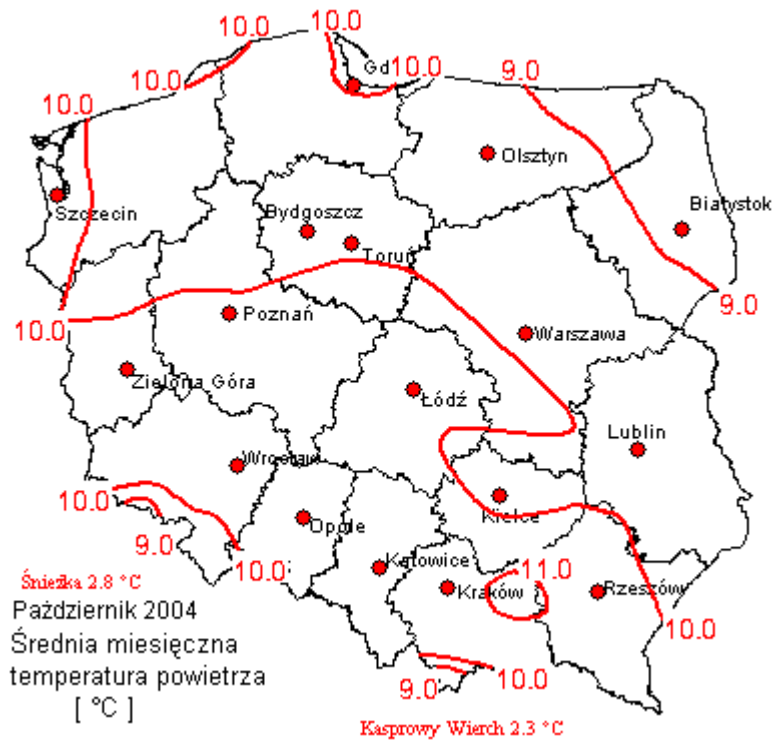 10.0
10.0
10.0
10.0
Gd
10.0
9.0
Olsztyn
Szczecin
Bydgoszcz
Toruń
Białystok
10.0
Poznań
Warszawa
9.0
Zielona Góra
Łódź
Lublin
Wrocław
10.0
9.0
Opole
Kielce
10.0
Katowice
Kraków
11.0
Rzeszów
10.0
10.0
9.0
Śnieżka 2.8 °C
Październik 2004
Średnia miesięczna
temperatura powietrza
[ °C ]
Kasprowy Wierch 2.3 °C